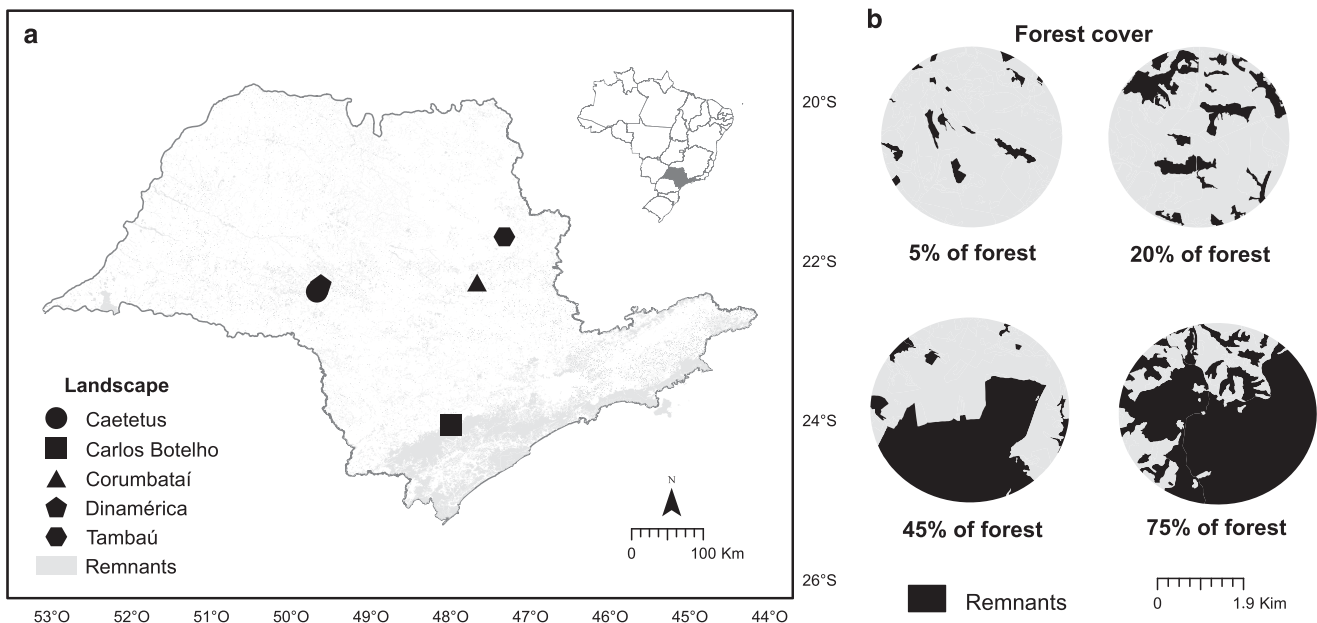 a
20°S
22°S
24°S
26°S
53°O 52°O 51°O 50°O 49°O 48°O 47°O 46°O 45°O 44°O
Landscape
Caetetus
Carlos Botelho
Corumbataí
Dinamérica
Tambaú
Remnants
N
0 100 Km
b
Forest cover
5% of forest
20% of forest
45% of forest
75% of forest
Remnants
0 1.9 Kim